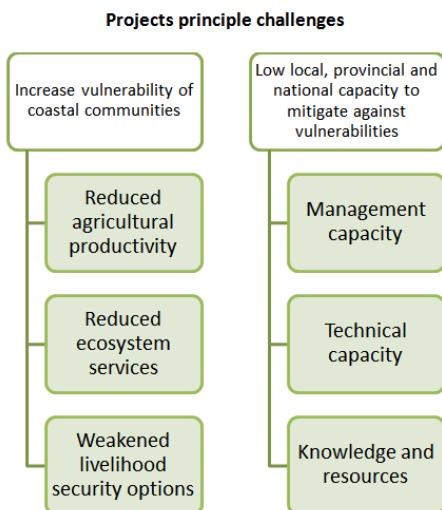 Projects principle challenges
Increase vulnerability of
coastal communities
Reduced
agricultural
productivity
Reduced
ecosystem
services
Weakened
livelihood
security options
Low local, provincial and
national capacity to
mitigate against
vulnerabilities
Management
capacity
Technical
capacity
Knowledge and
resources